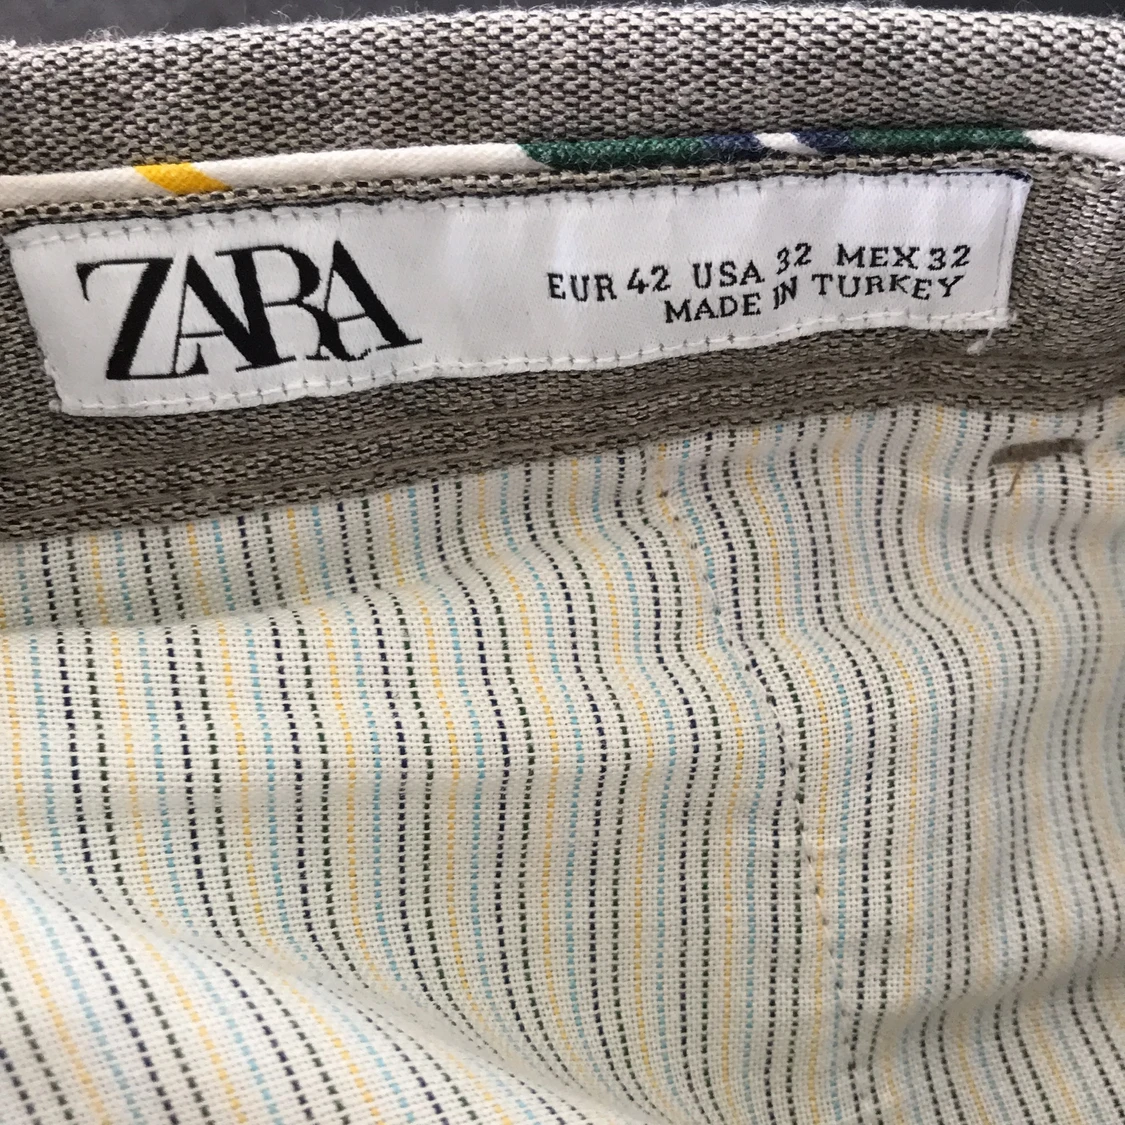 ZARA
EUR 42 USA 32 MEX 32
MADE IN TURKEY